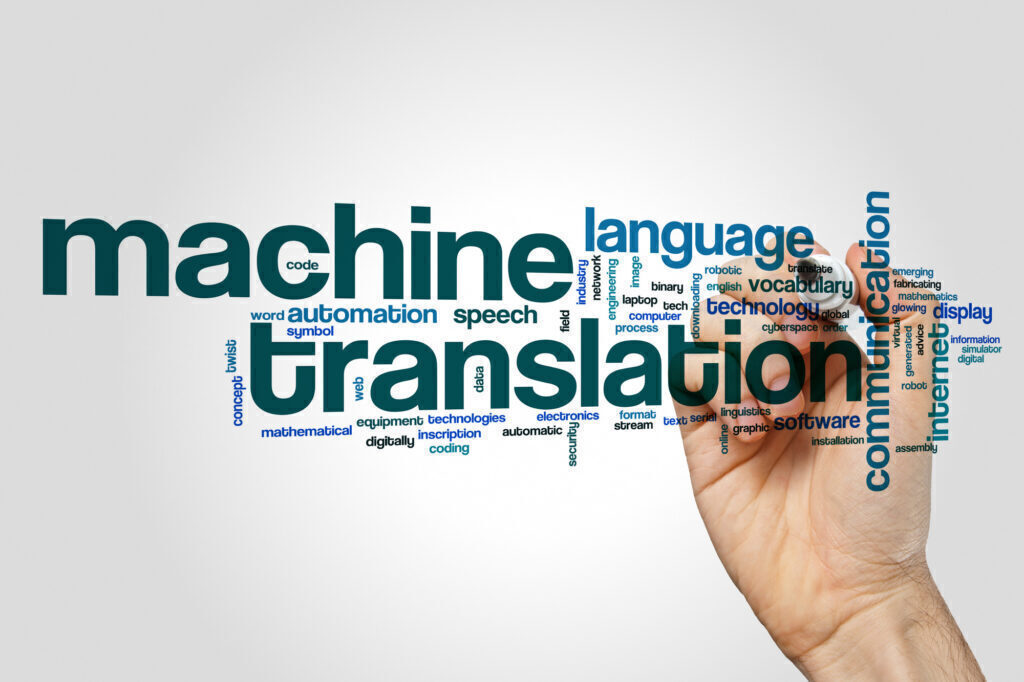 machine
code
language
communication
translate
robotic
english
vocabulary
industry
network
engineering
image
binary
laptop
tech
computer
process
downloading
technology
global
cyberspace
order
emerging
fabricating
mathematics
glowing
display
virtual
generated
advice
information
simulator
digital
robot
internet
assembly
word
automation
speech
field
symbol
translation
twist
concept
web
data
mathematical
equipment
technologies
digitally
inscription
coding
electronics
automatic
security
format
stream
text
serial
linguistics
online
graphic
software
installation